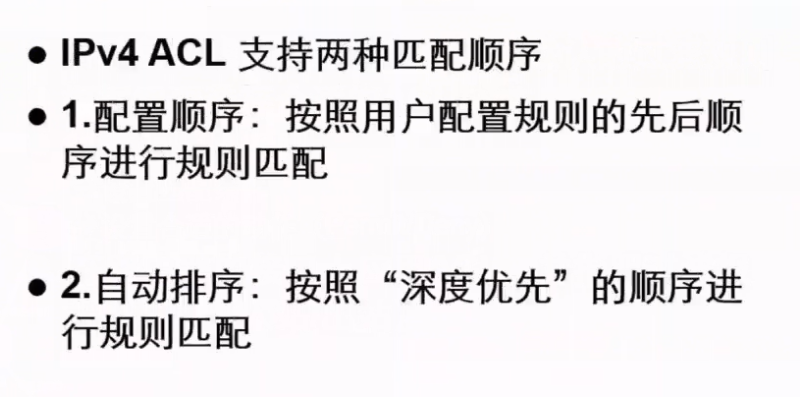 ● IPv4 ACL 支持两种匹配顺序
● 1.配置顺序：按照用户配置规则的先后顺
序进行规则匹配
● 2.自动排序：按照“深度优先”的顺序进
行规则匹配